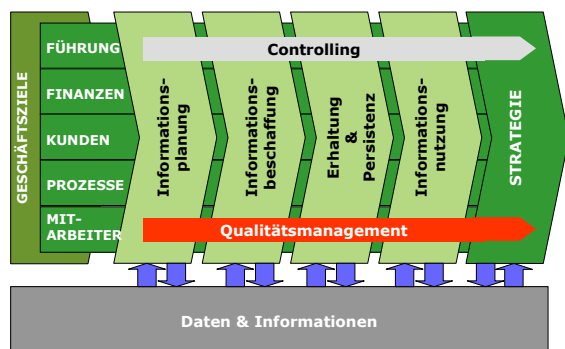 GESCHÄFTSZIELE
FÜHRUNG
FINANZEN
KUNDEN
PROZESSE
MIT-
ARBEITER
Controlling
Informations-
planung
Informations-
beschaffung
Erhaltung
&
Persistenz
Informations-
nutzung
STRATEGIE
Qualitätsmanagement
Daten & Informationen